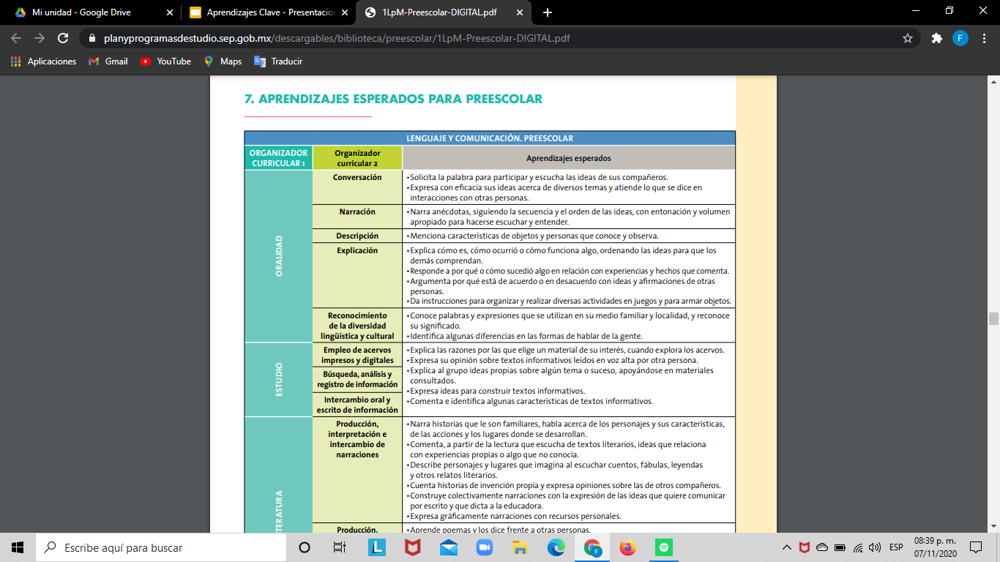 Mi unidad - Google Drive
Aprendizajes Clave - Presentacion
1LpM-Preescolar-DIGITAL.pdf
planyprogramasdestudio.sep.gob.mx/descargables/biblioteca/preescolar/1LpM-Preescolar-DIGITAL.pdf
F
Aplicaciones
Gmail
YouTube
Maps
Traducir
7. APRENDIZAJES ESPERADOS PARA PREESCOLAR
LENGUAJE Y COMUNICACIÓN. PREESCOLAR
ORGANIZADOR
CURRICULAR 1
Organizador
curricular 2
Aprendizajes esperados
ORALIDAD
Conversación
•Solicita la palabra para participar y escucha las ideas de sus compañeros.
•Expresa con eficacia sus ideas acerca de diversos temas y atiende lo que se dice en
interacciones con otras personas.
Narración
•Narra anécdotas, siguiendo la secuencia y el orden de las ideas, con entonación y volumen
apropiado para hacerse escuchar y entender.
Descripción
•Menciona características de objetos y personas que conoce y observa.
Explicación
•Explica cómo es, cómo ocurrió o cómo funciona algo, ordenando las ideas para que los
demás comprendan.
•Responde a por qué o cómo sucedió algo en relación con experiencias y hechos que comenta.
•Argumenta por qué está de acuerdo o en desacuerdo con ideas y afirmaciones de otras
personas.
•Da instrucciones para organizar y realizar diversas actividades en juegos y para armar objetos.
Reconocimiento
de la diversidad
lingüística y cultural
•Conoce palabras y expresiones que se utilizan en su medio familiar y localidad, y reconoce
su significado.
•Identifica algunas diferencias en las formas de hablar de la gente.
ESTUDIO
Empleo de acervos
impresos y digitales
Búsqueda, análisis y
registro de información
Intercambio oral y
escrito de información
•Explica las razones por las que elige un material de su interés, cuando explora los acervos.
•Expresa su opinión sobre textos informativos leídos en voz alta por otra persona.
•Explica al grupo ideas propias sobre algún tema o suceso, apoyándose en materiales
consultados.
•Expresa ideas para construir textos informativos.
•Comenta e identifica algunas características de textos informativos.
TERATURA
Producción,
interpretación e
intercambio de
narraciones
•Narra historias que le son familiares, habla acerca de los personajes y sus características,
de las acciones y los lugares donde se desarrollan.
•Comenta, a partir de la lectura que escucha de textos literarios, ideas que relaciona
con experiencias propias o algo que no conocía.
•Describe personajes y lugares que imagina al escuchar cuentos, fábulas, leyendas
y otros relatos literarios.
•Cuenta historias de invención propia y expresa opiniones sobre las de otros compañeros.
•Construye colectivamente narraciones con la expresión de las ideas que quiere comunicar
por escrito y que dicta a la educadora.
•Expresa gráficamente narraciones con recursos personales.
Producción,
•Aprende poemas y los dice frente a otras personas.
Escribe aquí para buscar
L
F
ESP
08:39 p. m.
07/11/2020